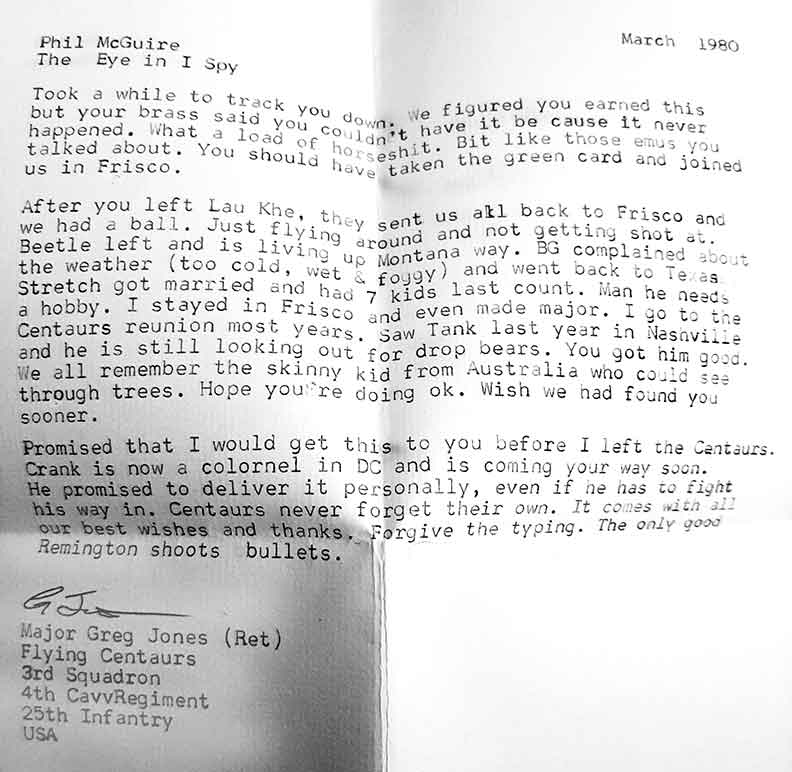 Phil McGuire
March 1980
The Eye in I Spy
Took a while to track you down. We figured you earned this
but your brass said you couldn't have it be cause it never
happened. What a load of horseshit. Bit like those emus you
talked about. You should have taken the green card and joined
us in Frisco.
After you left Lau Khe, they sent us all back to Frisco and
we had a ball. Just flying around and not getting shot at.
Beetle left and is living up Montana way. BG complained about
the weather (too cold, wet & foggy) and went back to Texas
Stretch got married and had 7 kids last count. Man he needs
a hobby. I stayed in Frisco and even made major. I go to the
Centaurs reunion most years. Saw Tank last year in Nashville
and he is still looking out for drop bears. You got him good.
We all remember the skinny kid from Australia who could see
through trees. Hope you're doing ok. Wish we had found you
sooner.
Promised that I would get this to you before I left the Centaurs.
Crank is now a colornel in DC and is coming your way soon.
He promised to deliver it personally, even if he has to fight
his way in. Centaurs never forget their own. It comes with all
our best wishes and thanks. Forgive the typing. The only good
Remington shoots bullets.
Major Greg Jones (Ret)
Flying Centaurs
3rd Squadron
4th CavvRegiment
25th Infantry
USA